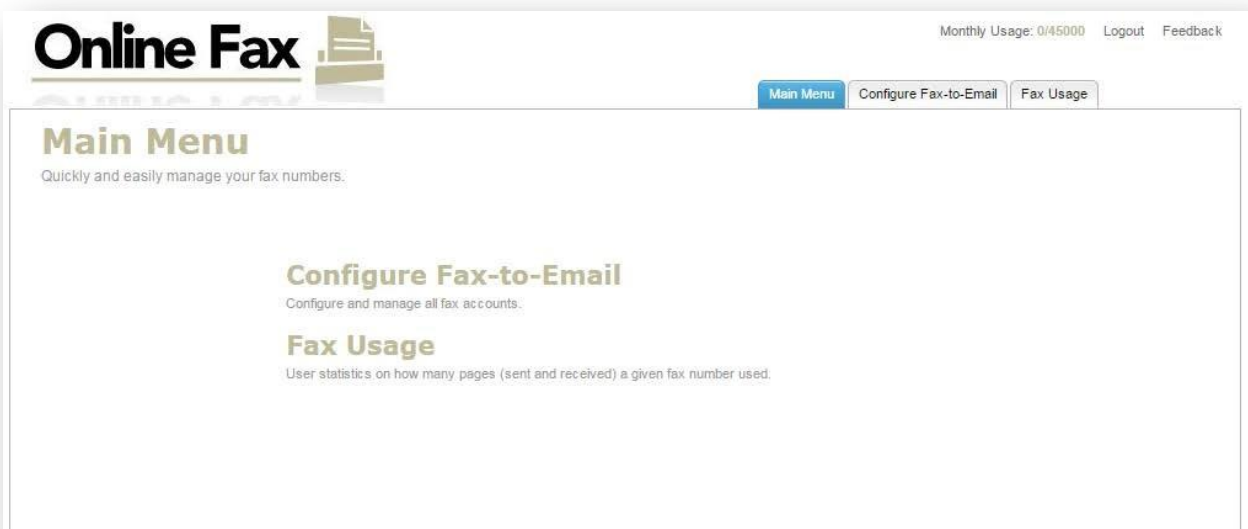 Online Fax
Monthly Usage: 0/45000 Logout Feedback
Main Menu Configure Fax-to-Email Fax Usage
Main Menu
Quickly and easily manage your fax numbers.
Configure Fax-to-Email
Configure and manage all fax accounts.
Fax Usage
User statistics on how many pages (sent and received) a given fax number used.